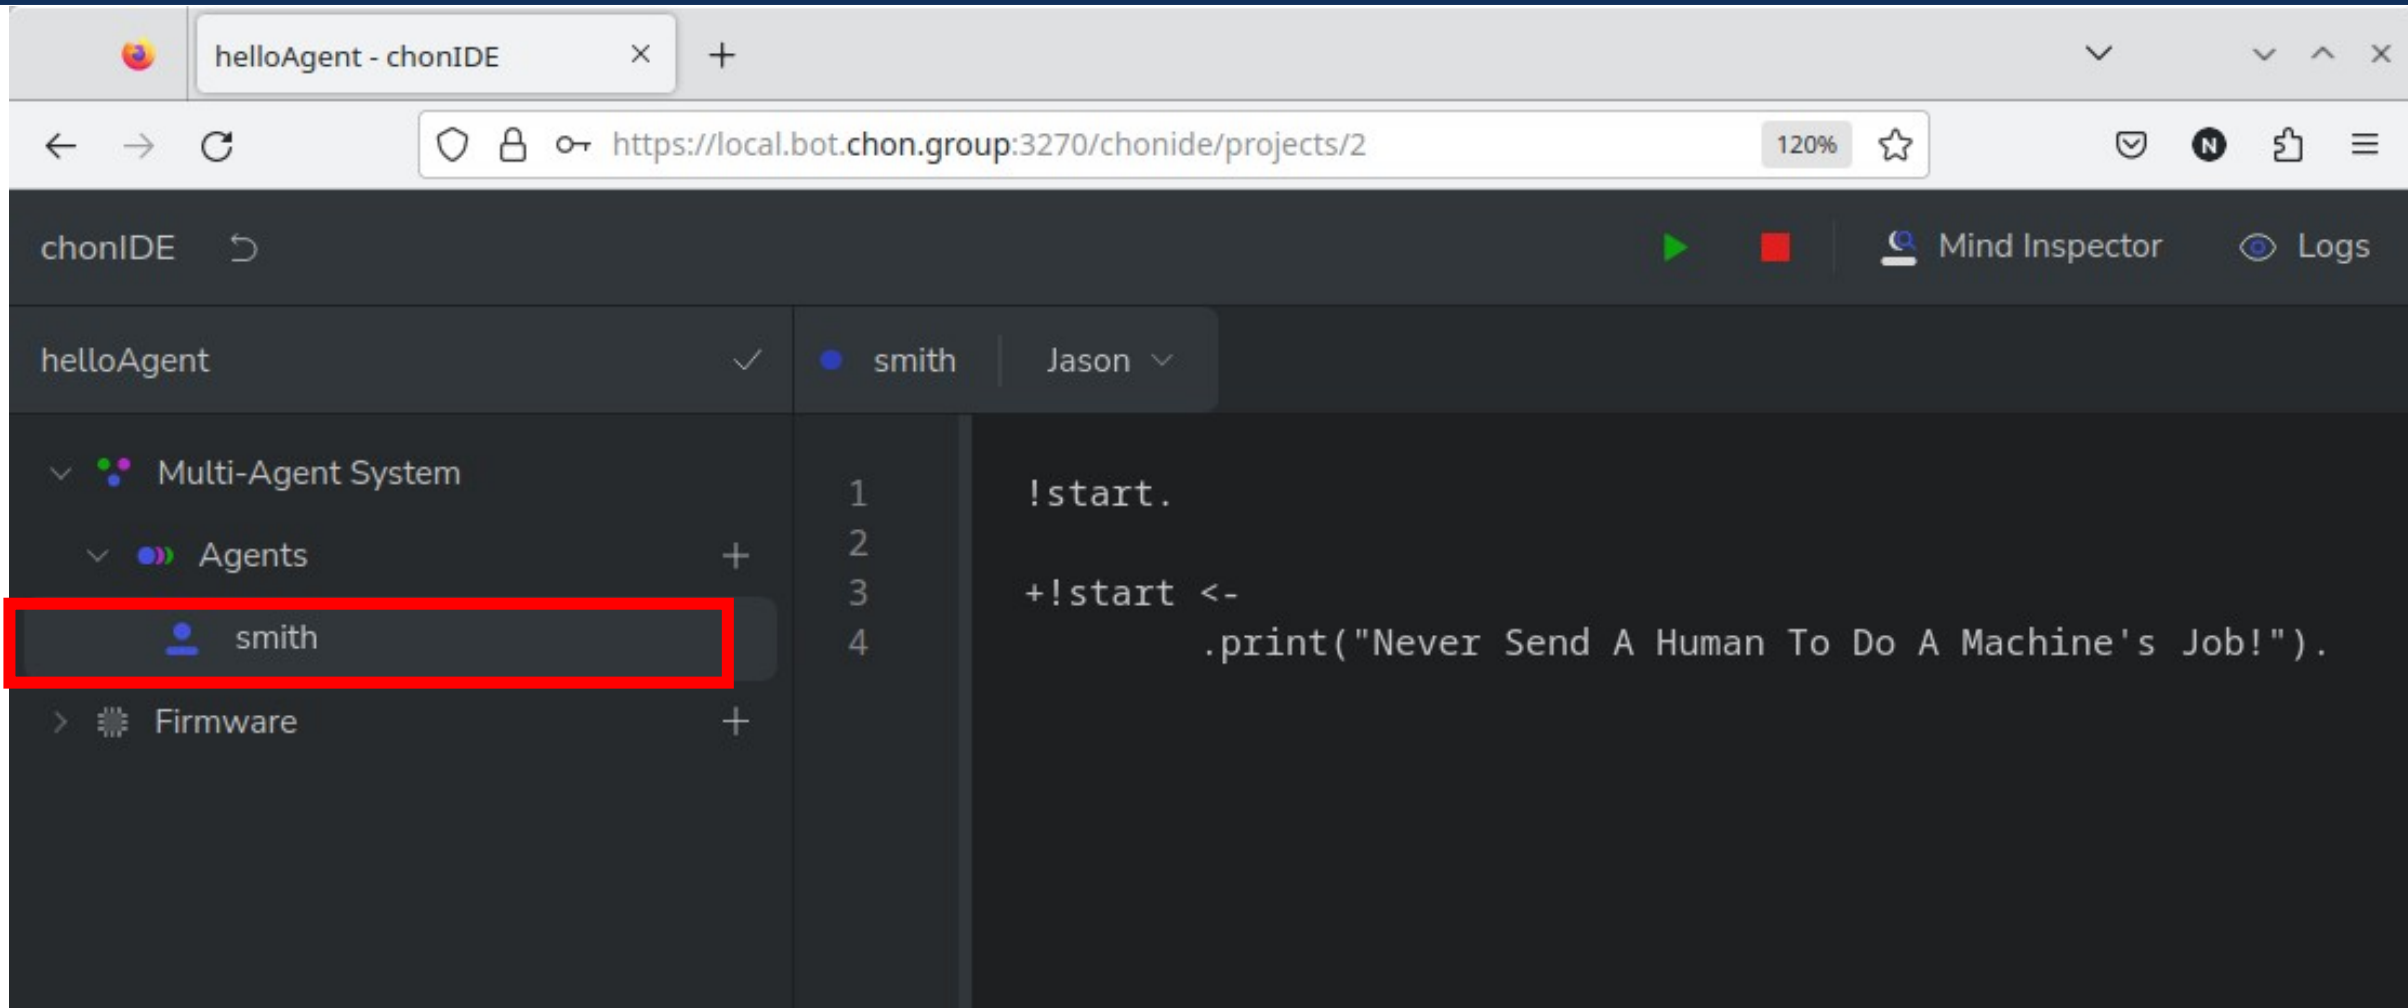 helloAgent - chonIDE
https://local.bot.chon.group:3270/chonide/projects/2
120%
N
chonIDE
Mind Inspector
Logs
helloAgent
smith
Jason
Multi-Agent System
Agents
smith
Firmware
1 !start.
2
3 +!start <-
4 .print("Never Send A Human To Do A Machine's Job!").